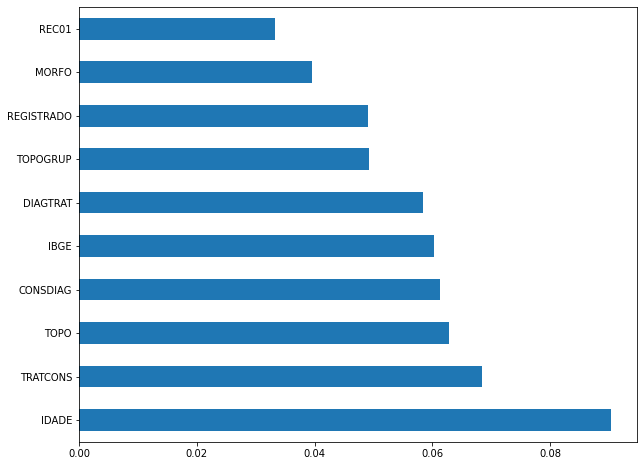 REC01
MORFO
REGISTRADO
TOPOGRUP
DIAGTRAT
IBGE
CONSDIAG
TOPO
TRATCONS
IDADE
0.00 0.02 0.04 0.06 0.08